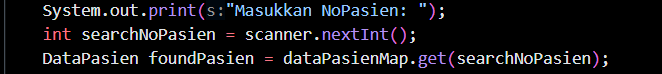 System.out.print(s:"Masukkan NoPasien: ");
int searchNoPasien = scanner.nextInt();
DataPasien foundPasien = dataPasienMap.get(searchNoPasien);